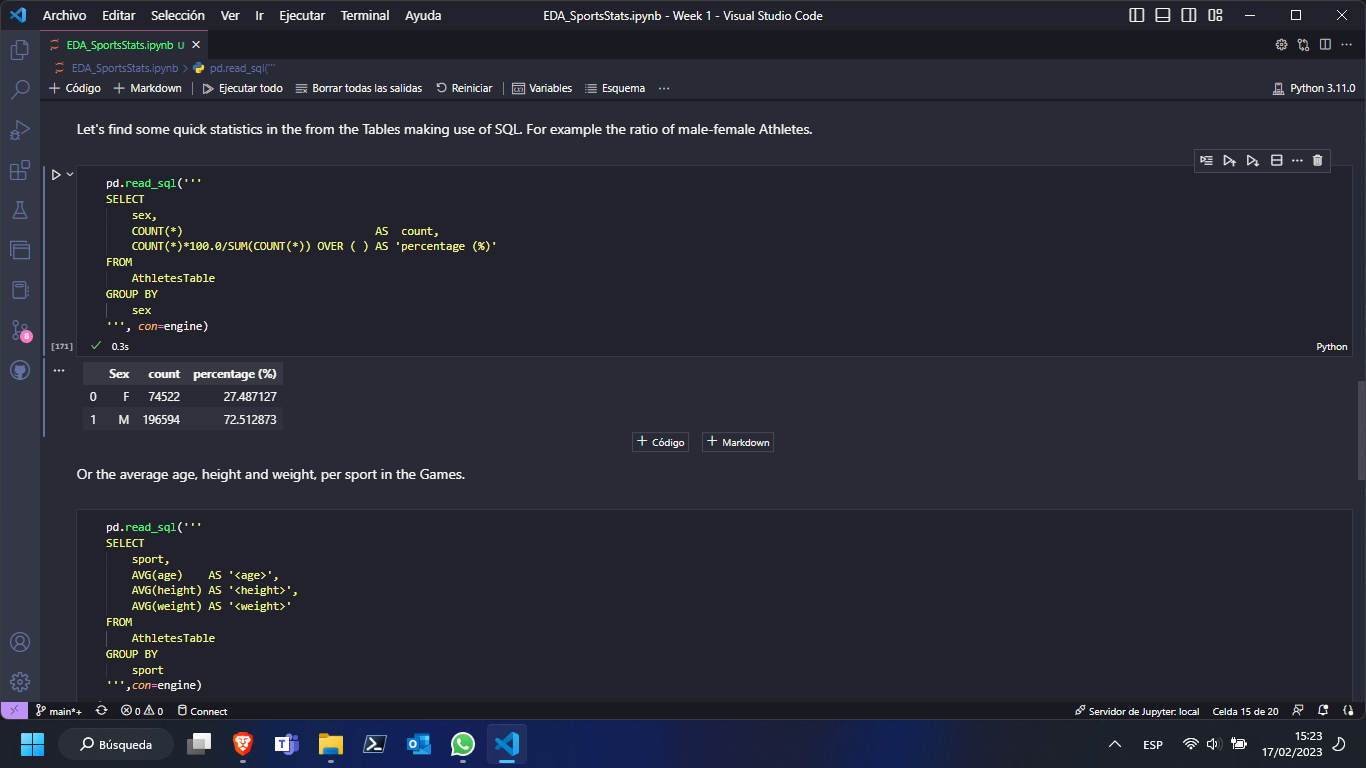 Archivo Editar Selección Ver Ir Ejecutar Terminal Ayuda EDA_SportsStats.ipynb - Week 1 - Visual Studio Code
EDA_SportsStats.ipynb U
EDA_SportsStats.ipynb > pd.read_sql('''
+ Código + Markdown Ejecutar todo Borrar todas las salidas Reiniciar Variables Esquema ... Python 3.11.0
Let's find some quick statistics in the from the Tables making use of SQL. For example the ratio of male-female Athletes.
pd.read_sql('''
SELECT
sex,
COUNT(*) AS count,
COUNT(*)*100.0/SUM(COUNT(*)) OVER ( ) AS 'percentage (%)'
FROM
AthletesTable
GROUP BY
sex
''', con=engine)
[171] 0.3s Python
... Sex count percentage (%)
0 F 74522 27.487127
1 M 196594 72.512873
+ Código + Markdown
Or the average age, height and weight, per sport in the Games.
pd.read_sql('''
SELECT
sport,
AVG(age) AS '<age>',
AVG(height) AS '<height>',
AVG(weight) AS '<weight>'
FROM
AthletesTable
GROUP BY
sport
''',con=engine)
8
main*+ 0 0 Connect Servidor de Jupyter: local Celda 15 de 20
Búsqueda ESP 15:23
17/02/2023